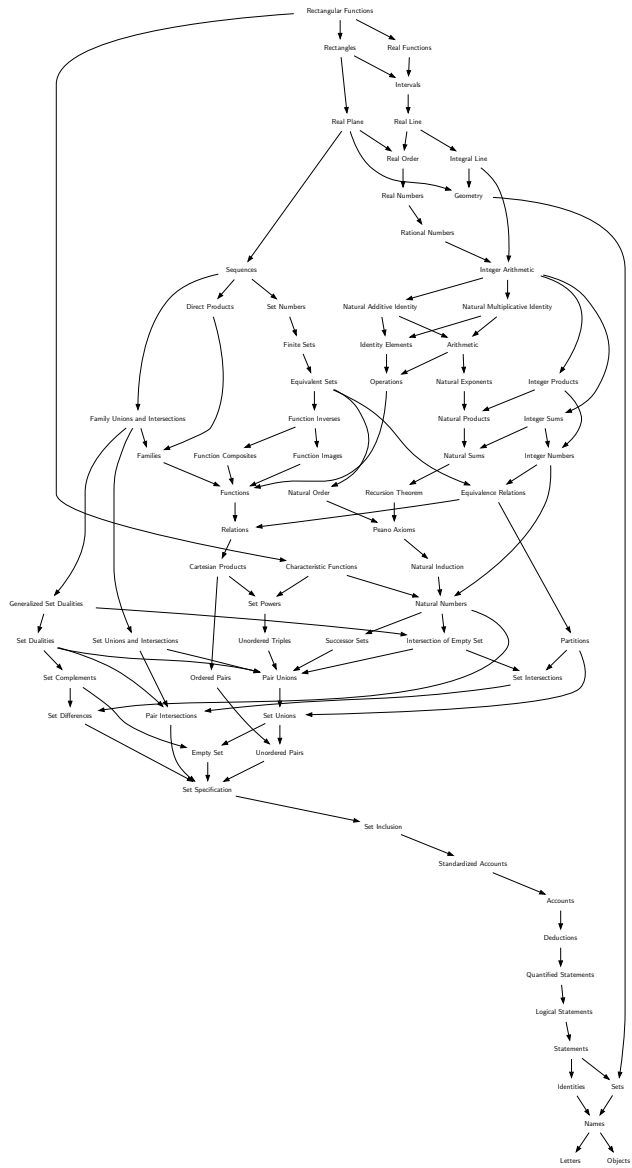 Rectangular Functions
Rectangles
Real Functions
Intervals
Real Plane
Real Line
Real Order
Integral Line
Real Numbers
Geometry
Rational Numbers
Sequences
Integer Arithmetic
Direct Products
Set Numbers
Natural Additive Identity
Natural Multiplicative Identity
Finite Sets
Identity Elements
Arithmetic
Equivalent Sets
Operations
Natural Exponents
Integer Products
Family Unions and Intersections
Function Inverses
Natural Products
Integer Sums
Families
Function Composites
Function Images
Natural Sums
Integer Numbers
Functions
Natural Order
Recursion Theorem
Equivalence Relations
Relations
Peano Axioms
Cartesian Products
Characteristic Functions
Natural Induction
Generalized Set Dualities
Set Powers
Natural Numbers
Set Dualities
Set Unions and Intersections
Unordered Triples
Successor Sets
Intersection of Empty Set
Partitions
Set Complements
Ordered Pairs
Pair Unions
Set Intersections
Set Differences
Pair Intersections
Set Unions
Empty Set
Unordered Pairs
Set Specification
Set Inclusion
Standardized Accounts
Accounts
Deductions
Quantified Statements
Logical Statements
Statements
Identities
Sets
Names
Letters
Objects